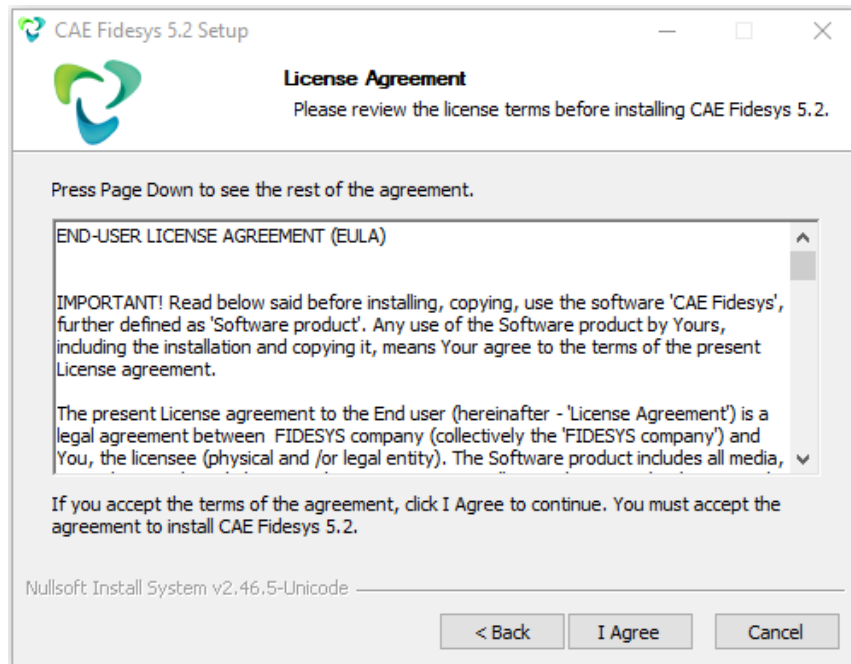 CAE Fidesys 5.2 Setup
License Agreement
Please review the license terms before installing CAE Fidesys 5.2.
Press Page Down to see the rest of the agreement.
END-USER LICENSE AGREEMENT (EULA)
IMPORTANT! Read below said before installing, copying, use the software 'CAE Fidesys',
further defined as 'Software product'. Any use of the Software product by Yours,
including the installation and copying it, means Your agree to the terms of the present
License agreement.
The present License agreement to the End user (hereinafter - 'License Agreement') is a
legal agreement between  FIDESYS company (collectively the 'FIDESYS company') and
You, the licensee (physical and /or legal entity). The Software product includes all media,
If you accept the terms of the agreement, click I Agree to continue. You must accept the
agreement to install CAE Fidesys 5.2.
Nullsoft Install System v2.46.5-Unicode
< Back
I Agree
Cancel